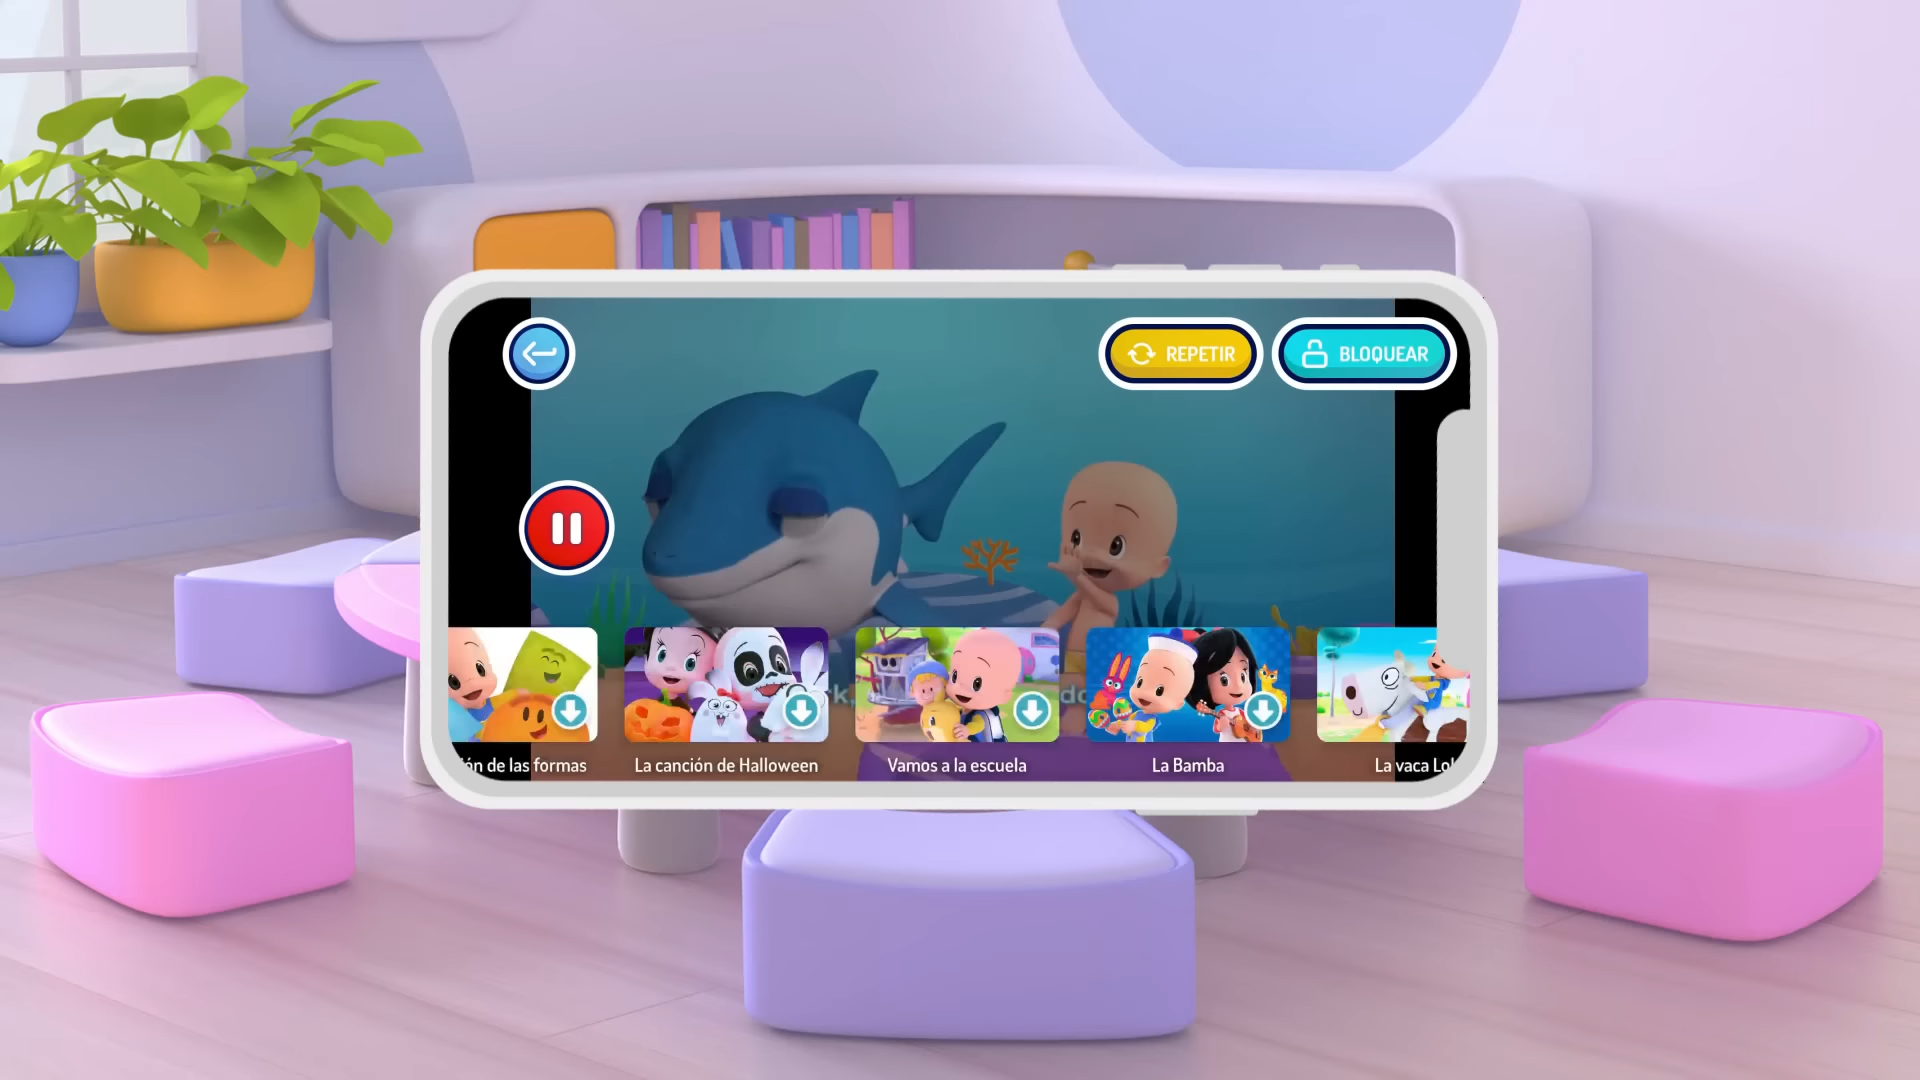 REPETIR
BLOQUEAR
de las formas
La canción de Halloween
Vamos a la escuela
La Bamba
La vaca